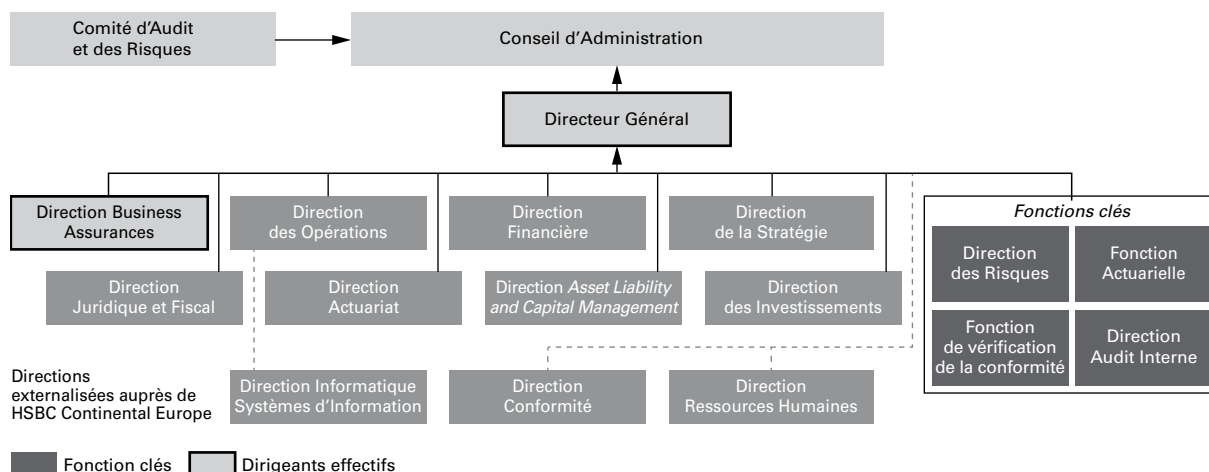 Comité d'Audit
et des Risques
Conseil d'Administration
Directeur Général
Direction Business
Assurances
Direction
des Opérations
Direction
Financière
Direction
de la Stratégie
Fonctions clés
Direction
des Risques
Fonction
Actuarielle
Direction
Juridique et Fiscal
Direction
Actuariat
Direction Asset Liability
and Capital Management
Direction
des Investissements
Fonction
de vérification
de la conformité
Direction
Audit Interne
Directions
externalisées auprès de
HSBC Continental Europe
Direction Informatique
Systèmes d'Information
Direction
Conformité
Direction
Ressources Humaines
Fonction clés
Dirigeants effectifs